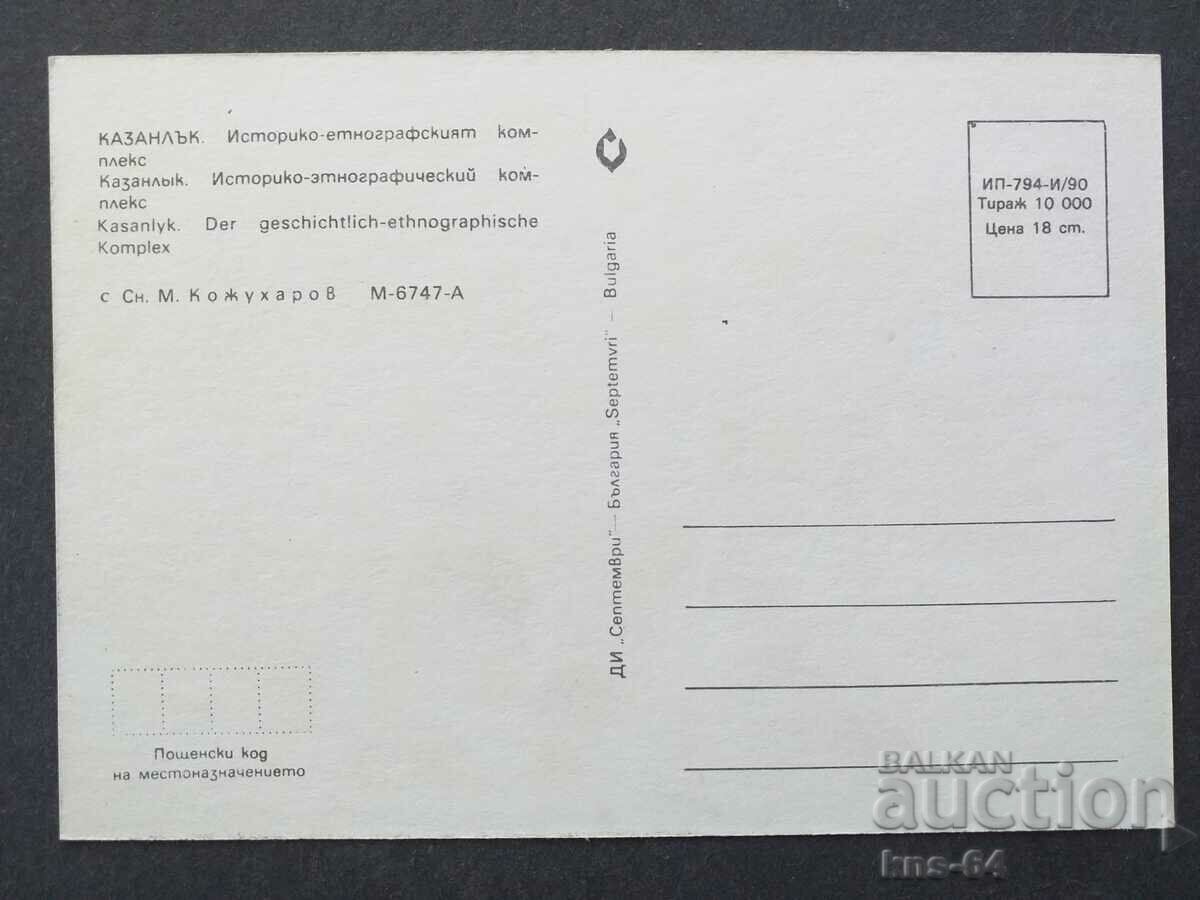 КАЗАНЛЪК. Историко-етнографският ком-
плекс
Казанлык. Историко-этнографический ком-
плекс
Kasanlyk. Der geschichtlich-ethnographische
Komplex
с Сн. М. Кожухаров М-6747-А
ДИ „Септември" — България „Septemvri" — Bulgaria
ИП-794-И/90
Тираж 10 000
Цена 18 ст.
Пощенски код
на местоназначението
BALKAN
auction
kns-64